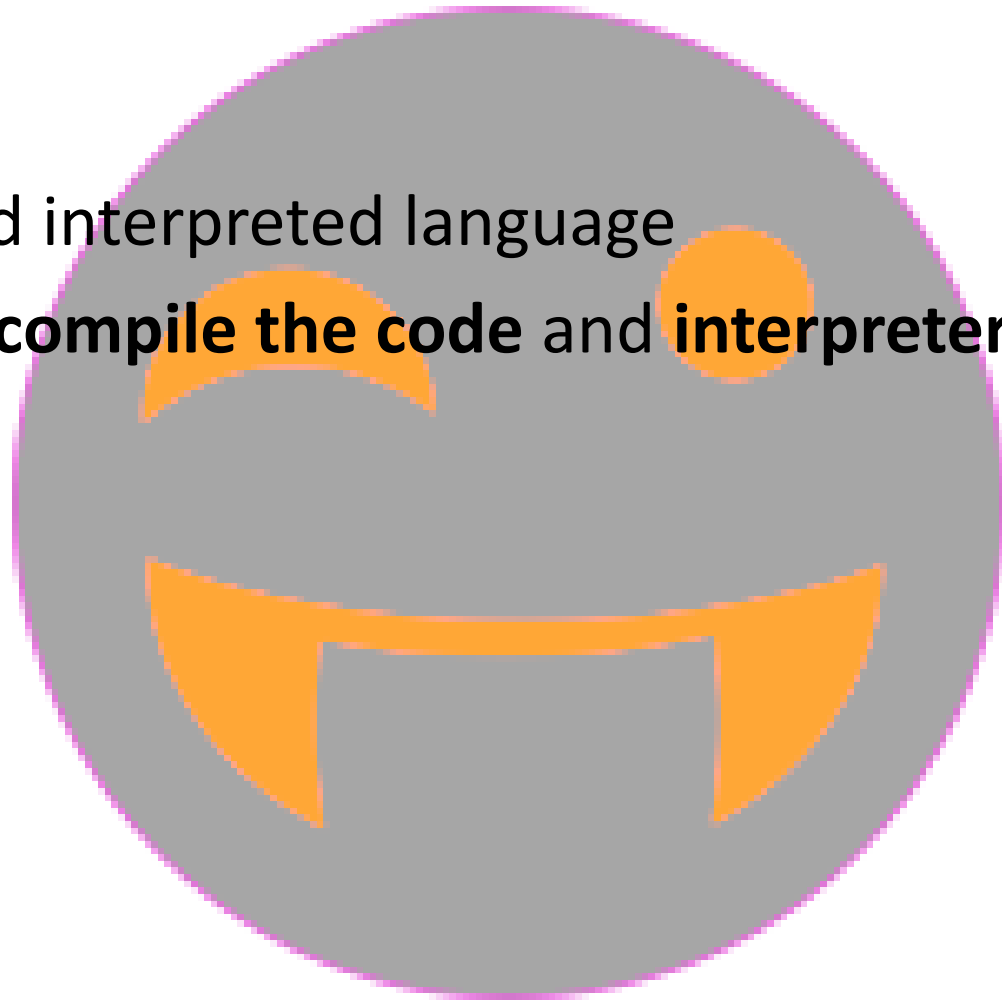 d interpreted language
compile the code and interpreter